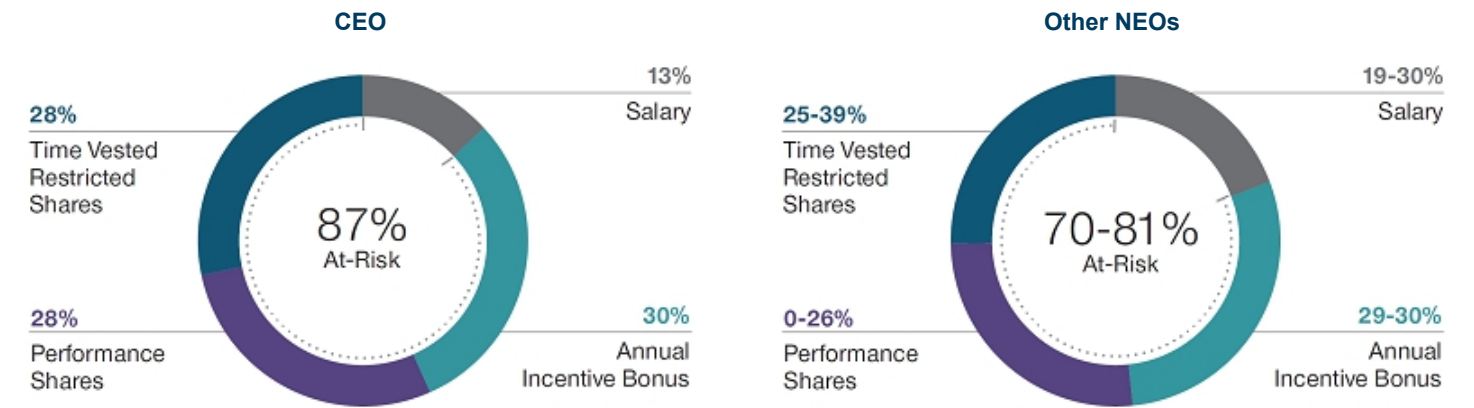 CEO
13%
Salary
28%
Time Vested
Restricted
Shares
87%
At-Risk
28%
Performance
Shares
30%
Annual
Incentive Bonus
Other NEOs
19-30%
Salary
25-39%
Time Vested
Restricted
Shares
70-81%
At-Risk
0-26%
Performance
Shares
29-30%
Annual
Incentive Bonus